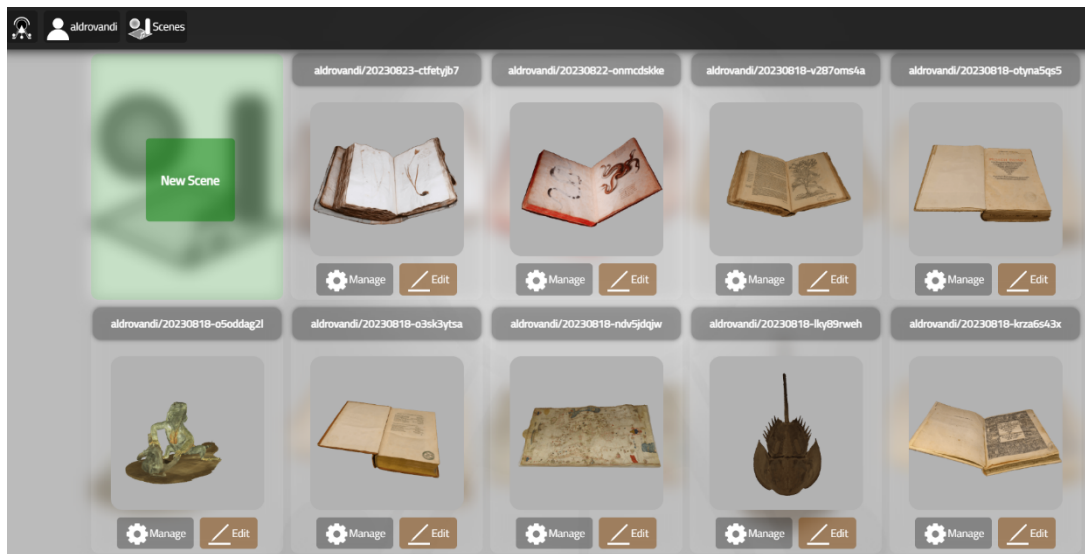 aldrovandi Scenes
New Scene
aldrovandi/20230823-ctfetyjb7
aldrovandi/20230822-onmcdskke
aldrovandi/20230818-v287oms4a
aldrovandi/20230818-otyna5qs5
Manage Edit
Manage Edit
Manage Edit
Manage Edit
aldrovandi/20230818-o5oddag2l
aldrovandi/20230818-o3sk3ytsa
aldrovandi/20230818-ndv5jdqjw
aldrovandi/20230818-lky89rweh
aldrovandi/20230818-krza6s43x
Manage Edit
Manage Edit
Manage Edit
Manage Edit
Manage Edit